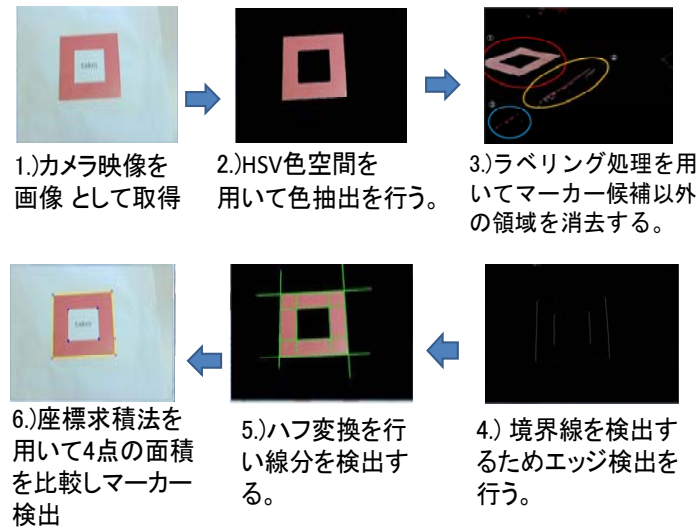 1.)カメラ映像を
画像 として取得
2.)HSV色空間を
用いて色抽出を行う。
①
②
③
3.)ラベリング処理を用
いてマーカー候補以外
の領域を消去する。
6.)座標求積法を
用いて4点の面積
を比較しマーカー
検出
5.)ハフ変換を行
い線分を検出す
る。
4.) 境界線を検出す
るためエッジ検出を
行う。